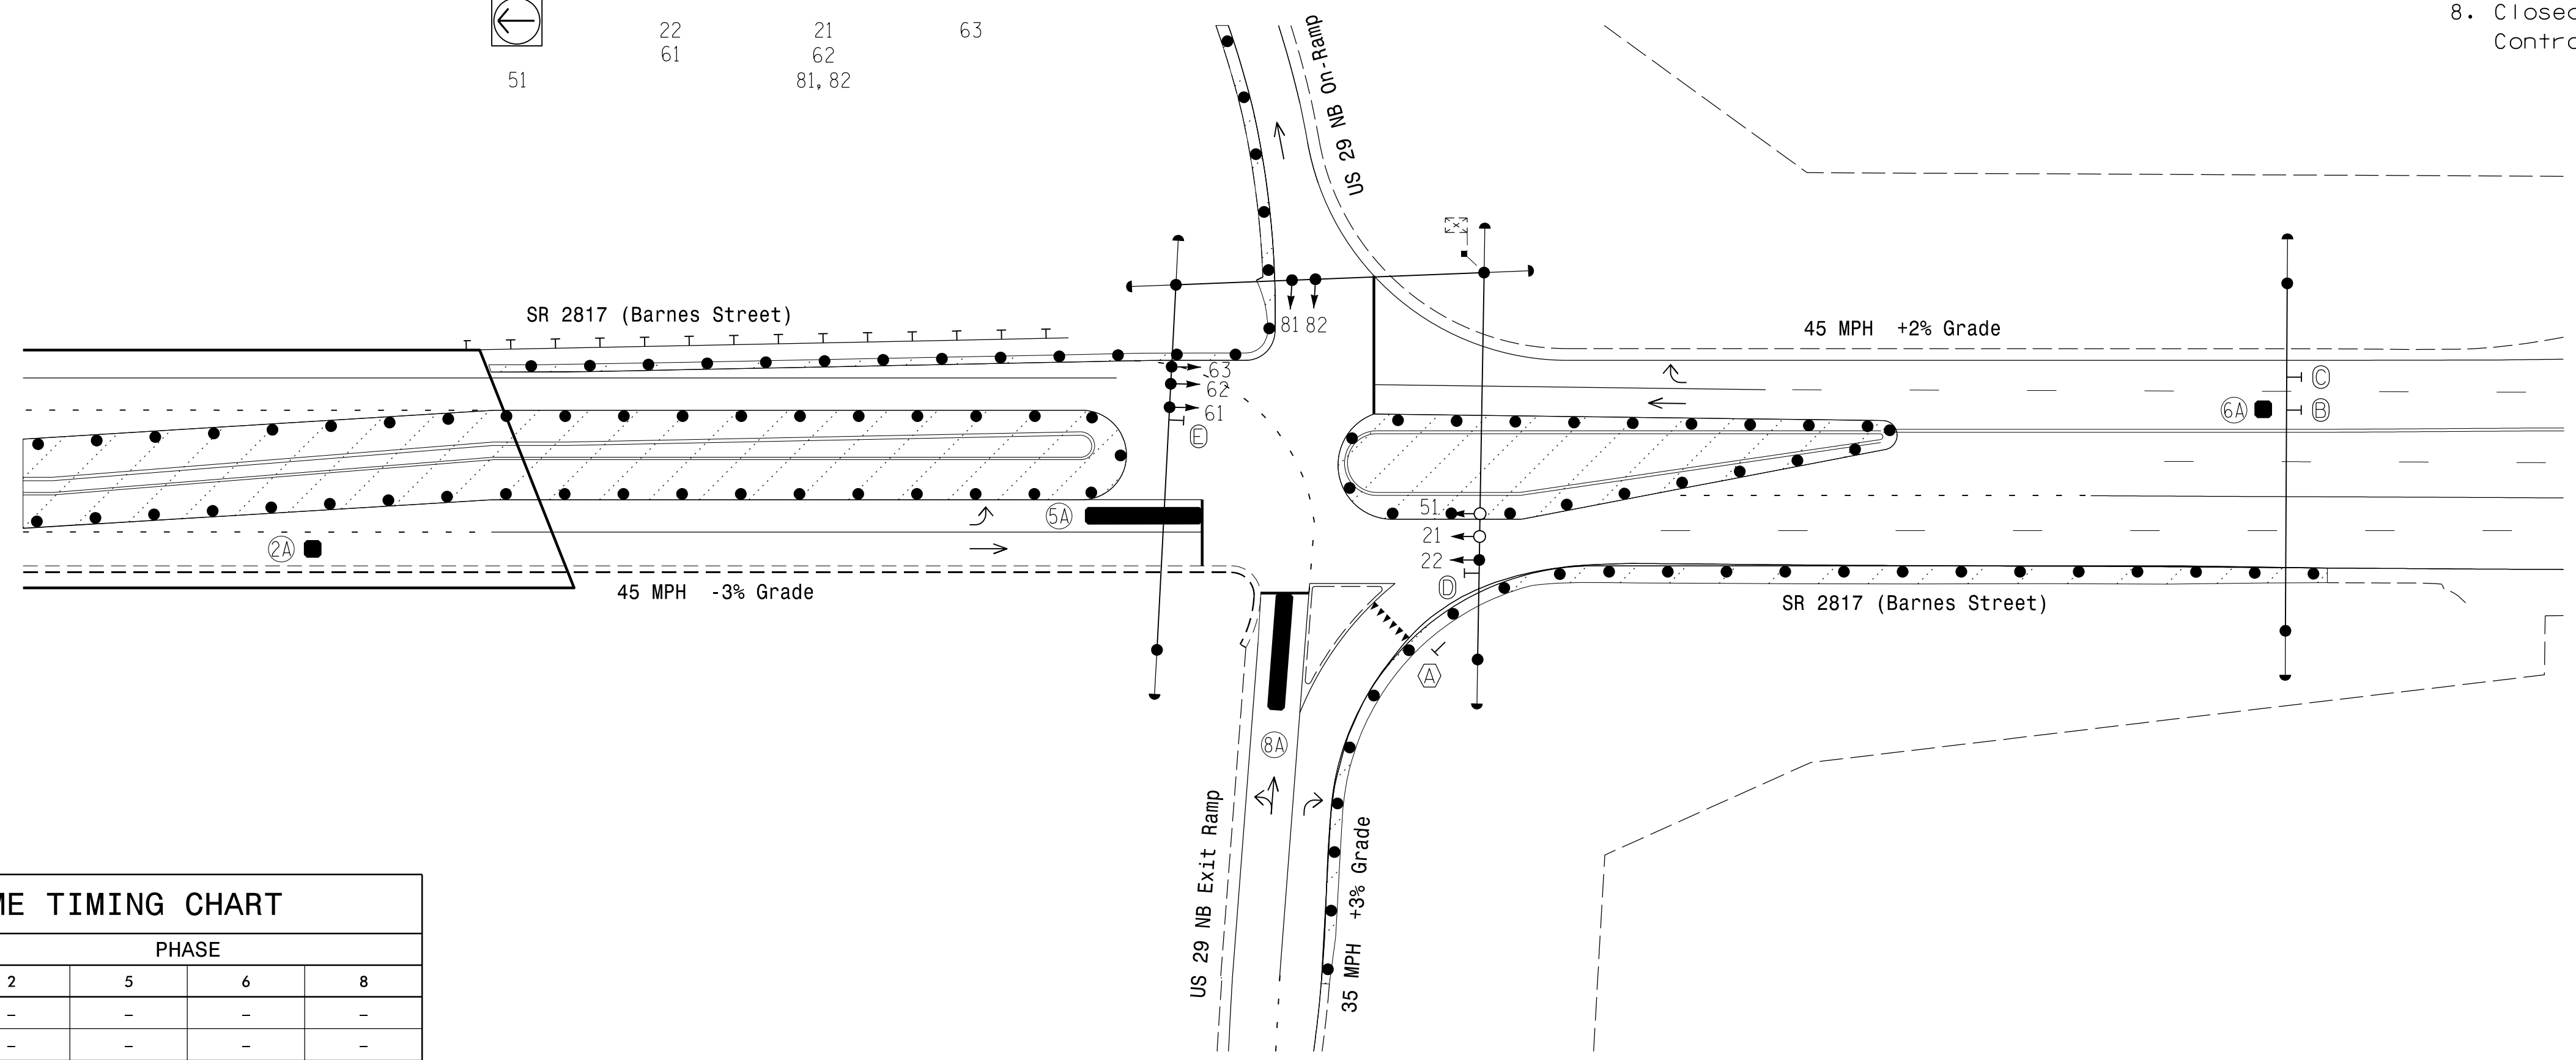 8. Closed
Contro
22 21 63
61 62
51 81,82
US 29 NB On-Ramp
81 82
SR 2817 (Barnes Street)
45 MPH +2% Grade
63
62
61
E
C
6A B
51
21
22
D
5A
2A
45 MPH -3% Grade
SR 2817 (Barnes Street)
A
8A
US 29 NB Exit Ramp
35 MPH +3% Grade
ME TIMING CHART
PHASE
2 5 6 8
- - - -
- - - -